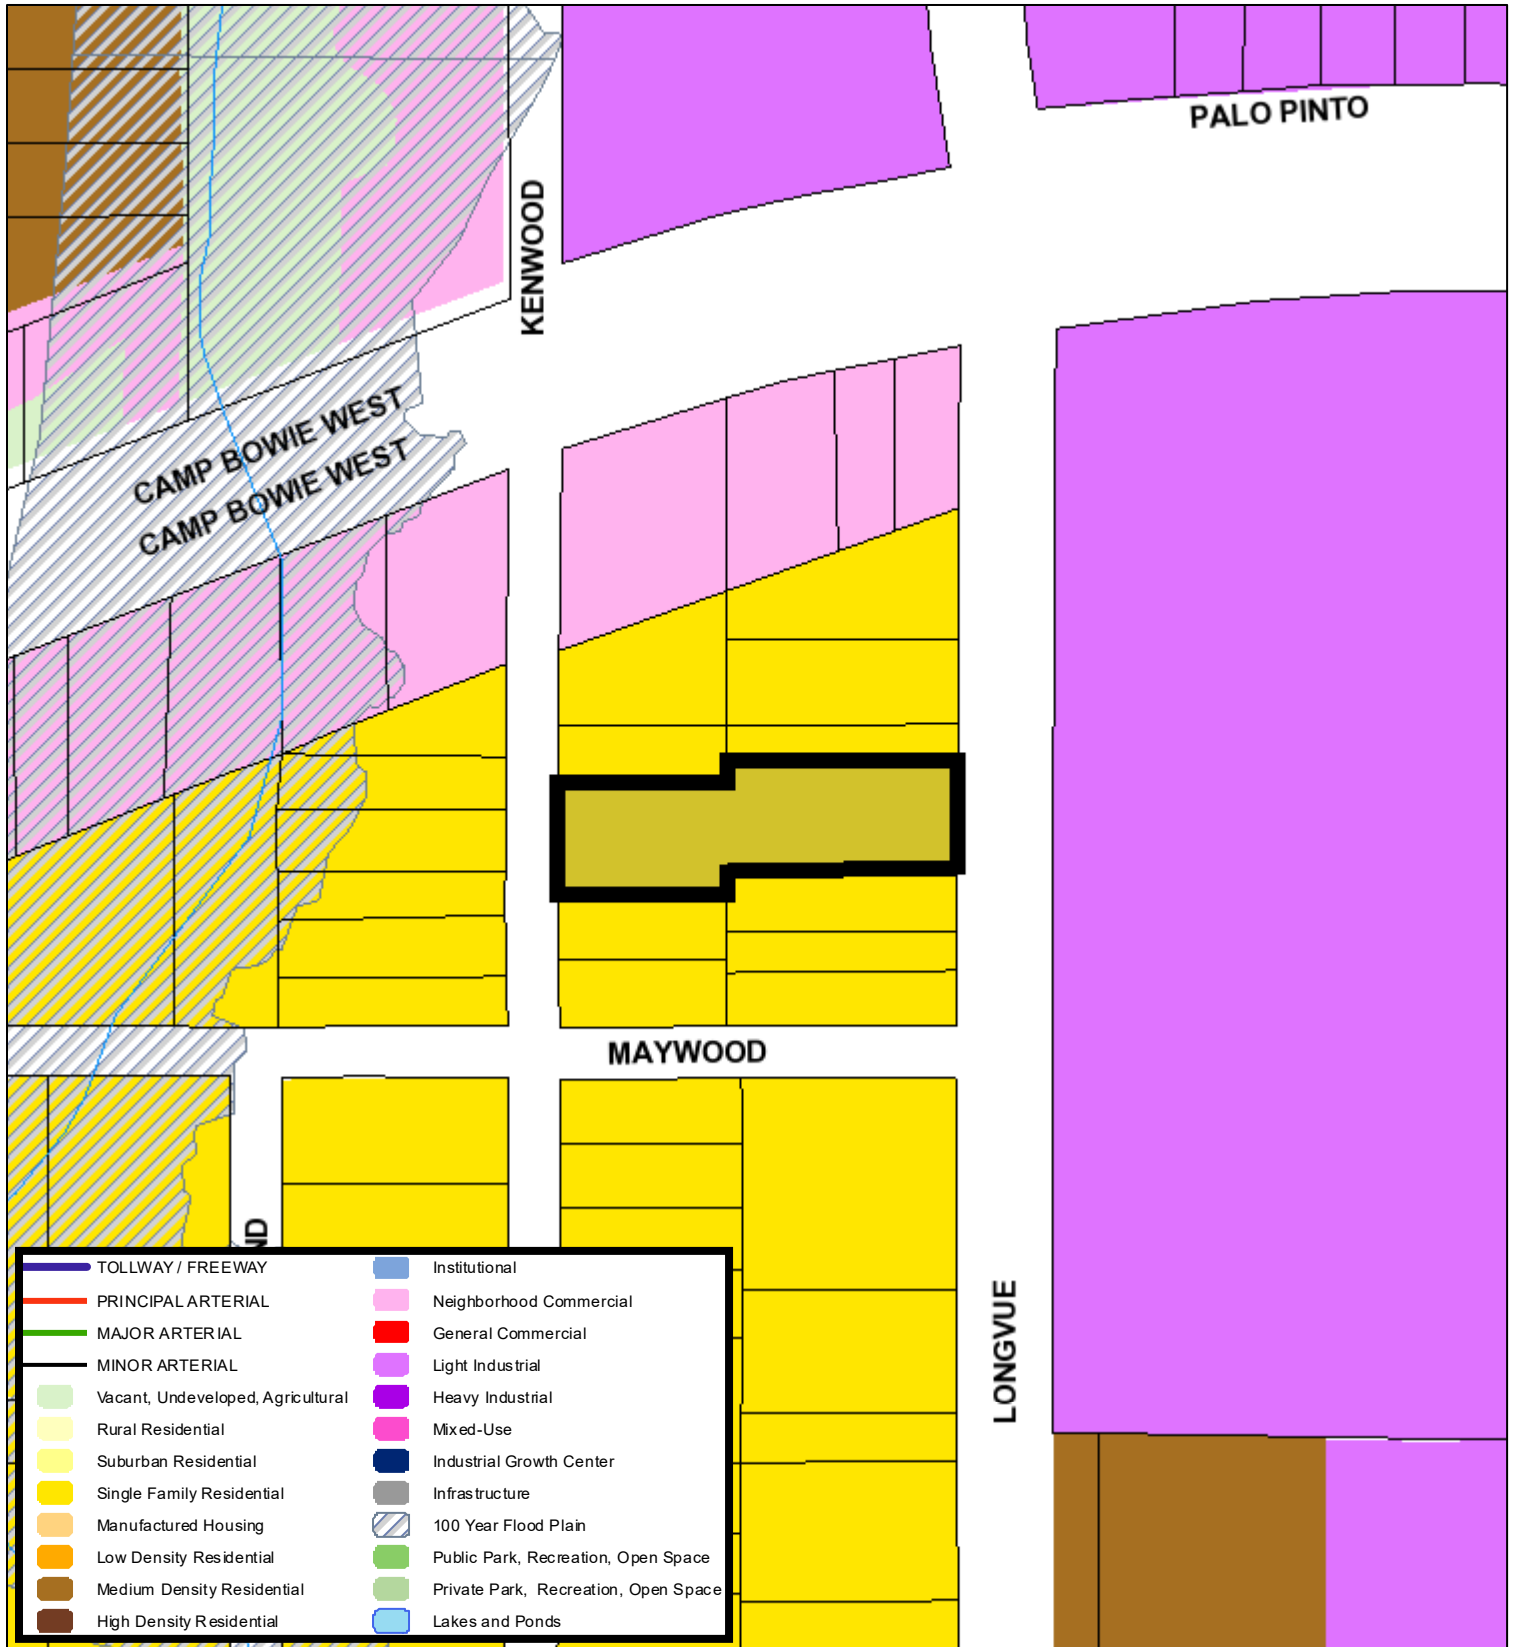 PALO PINTO
KENWOOD
CAMP BOWIE WEST
CAMP BOWIE WEST
MAYWOOD
ND
LONGVUE
TOLLWAY / FREEWAY
PRINCIPAL ARTERIAL
MAJOR ARTERIAL
MINOR ARTERIAL
Vacant, Undeveloped, Agricultural
Rural Residential
Suburban Residential
Single Family Residential
Manufactured Housing
Low Density Residential
Medium Density Residential
High Density Residential
Institutional
Neighborhood Commercial
General Commercial
Light Industrial
Heavy Industrial
Mixed-Use
Industrial Growth Center
Infrastructure
100 Year Flood Plain
Public Park, Recreation, Open Space
Private Park, Recreation, Open Space
Lakes and Ponds